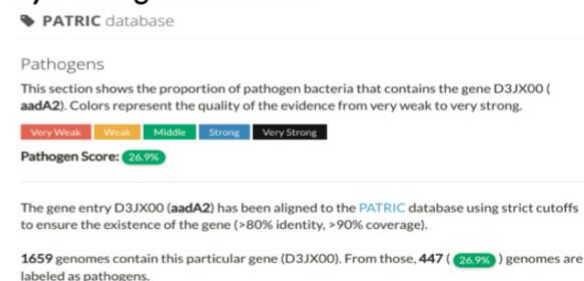 PATRIC database
Pathogens
This section shows the proportion of pathogen bacteria that contains the gene D3JX00 (
aadA2). Colors represent the quality of the evidence from very weak to very strong.
Very Weak Weak Middle Strong Very Strong
Pathogen Score: 26.9%
The gene entry D3JX00 (aadA2) has been aligned to the PATRIC database using strict cutoffs
to ensure the existence of the gene (>80% identity, >90% coverage).
1659 genomes contain this particular gene (D3JX00). From those, 447 ( 26.9% ) genomes are
labeled as pathogens.